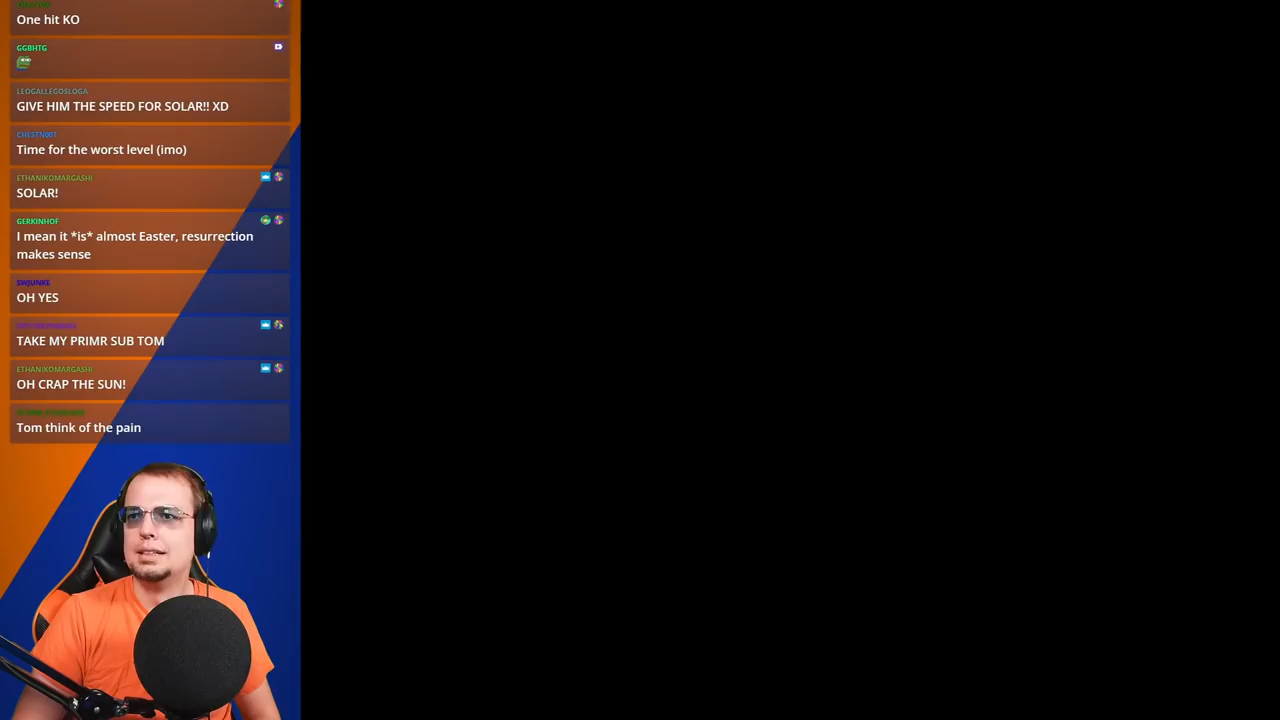 One hit KO
GGBHTG
LEOGALLEGOSLOGA
GIVE HIM THE SPEED FOR SOLAR!! XD
CHESTN001
Time for the worst level (imo)
ETHANIKOMARGASHI
SOLAR!
GERKINHOF
I mean it *is* almost Easter, resurrection
makes sense
SWJUNKE
OH YES
TAKE MY PRIMR SUB TOM
ETHANIKOMARGASHI
OH CRAP THE SUN!
Tom think of the pain